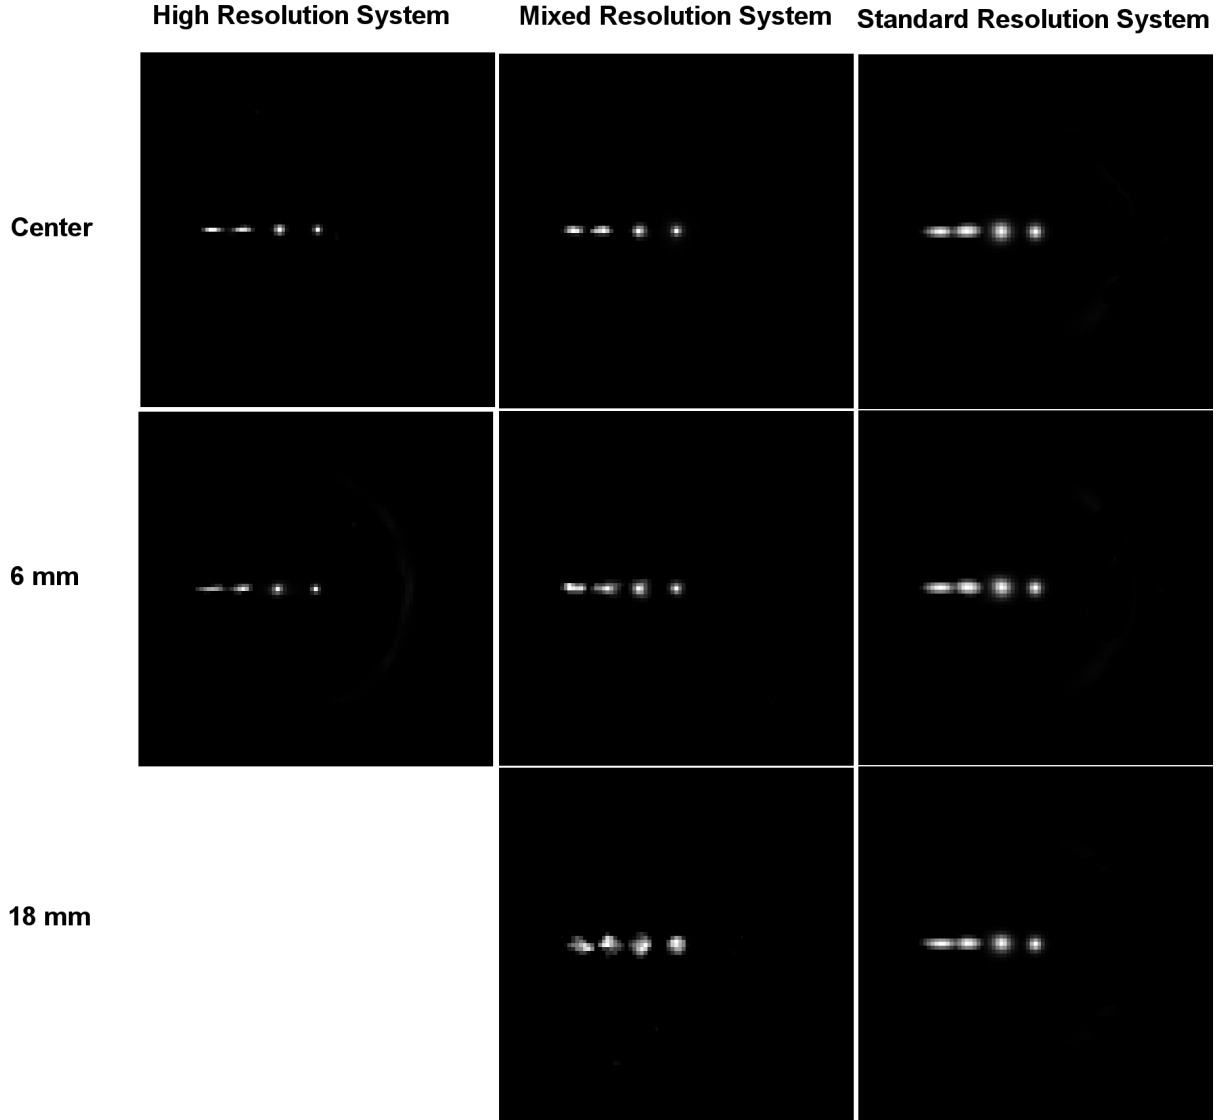 High Resolution System
Mixed Resolution System
Standard Resolution System
Center
6 mm
18 mm